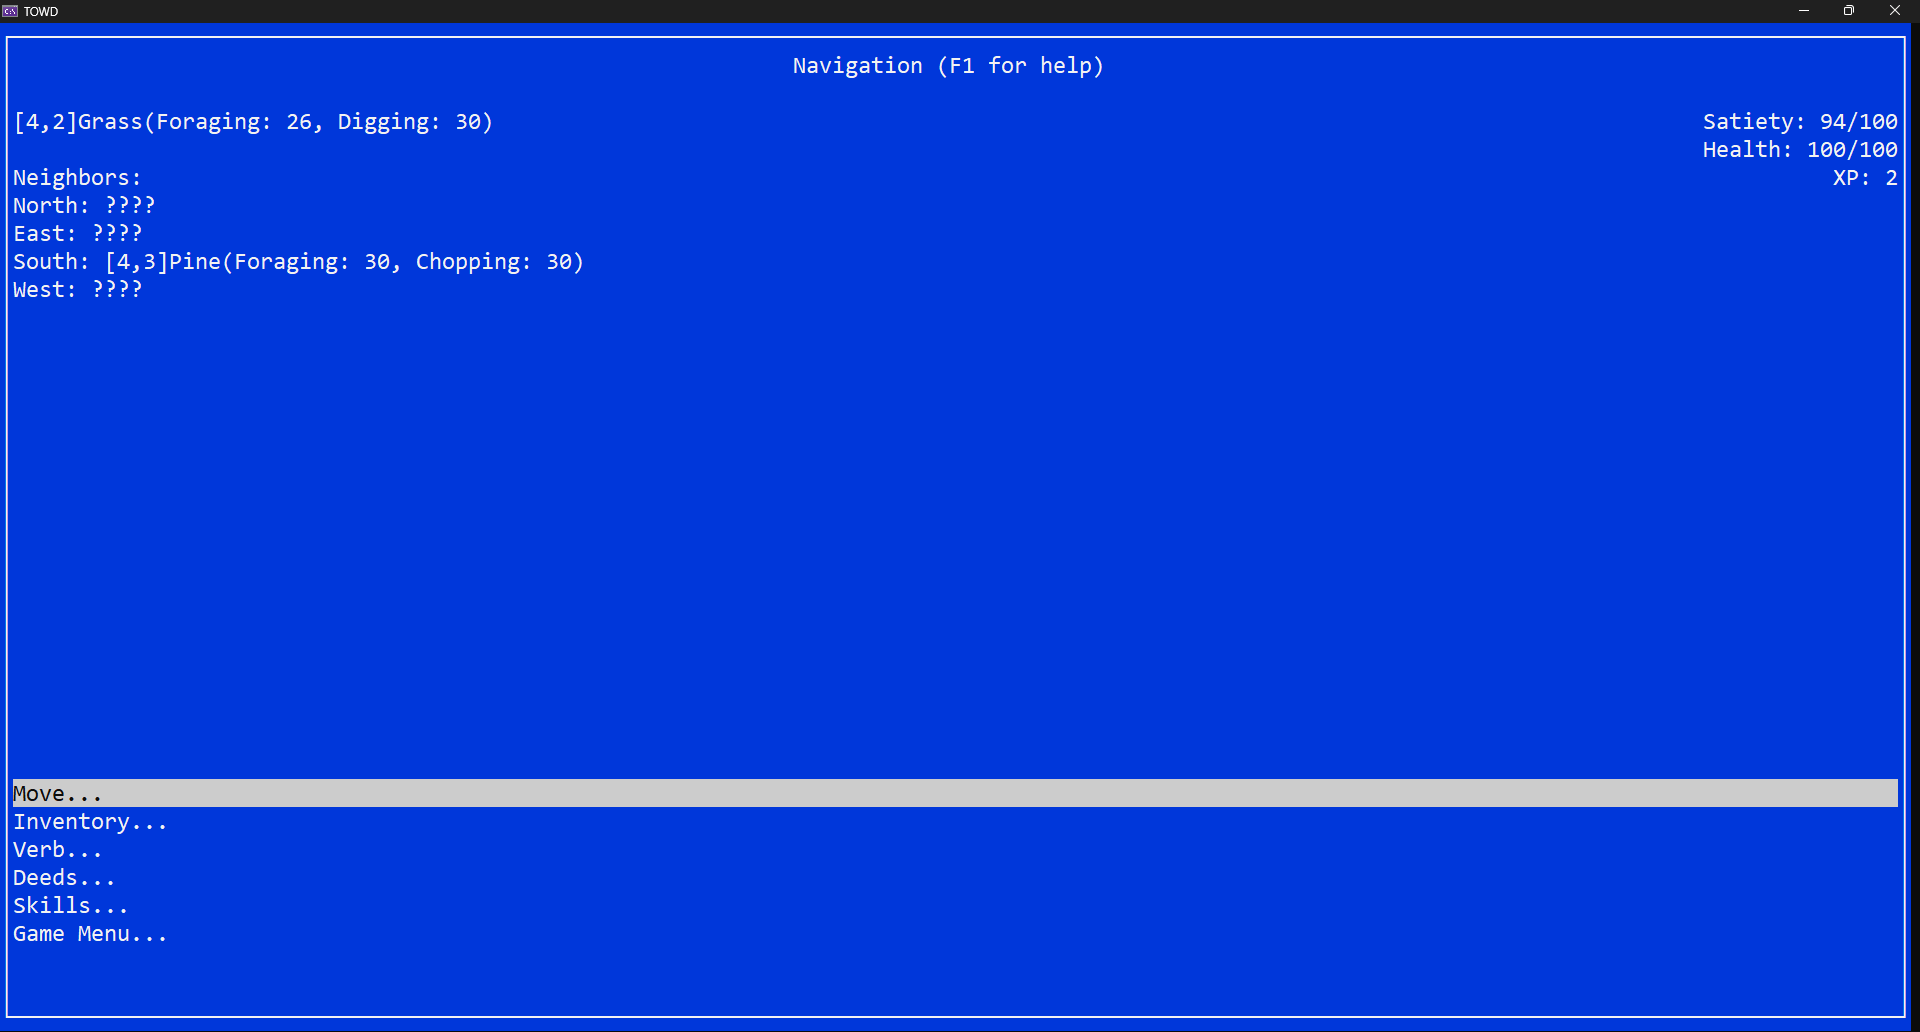 TOWD
Navigation (F1 for help)
[4,2]Grass(Foraging: 26, Digging: 30)
Satiety: 94/100
Health: 100/100
Neighbors:
XP: 2
North: ????
East: ????
South: [4,3]Pine(Foraging: 30, Chopping: 30)
West: ????
Move...
Inventory...
Verb...
Deeds...
Skills...
Game Menu...